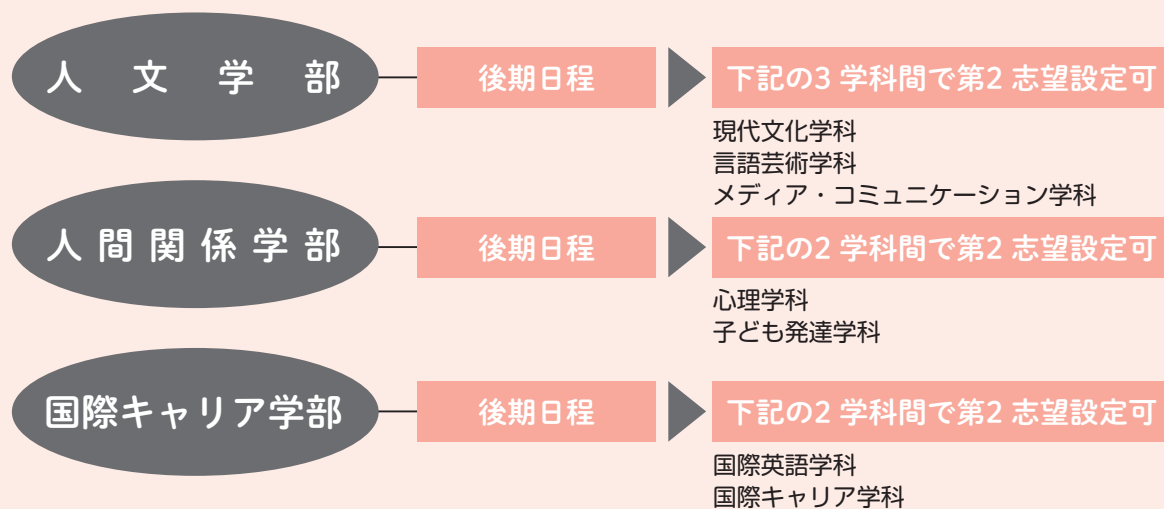 人文学部
後期日程
下記の3 学科間で第2 志望設定可
現代文化学科
言語芸術学科
メディア・コミュニケーション学科
人間関係学部
後期日程
下記の2 学科間で第2 志望設定可
心理学科
子ども発達学科
国際キャリア学部
後期日程
下記の2 学科間で第2 志望設定可
国際英語学科
国際キャリア学科